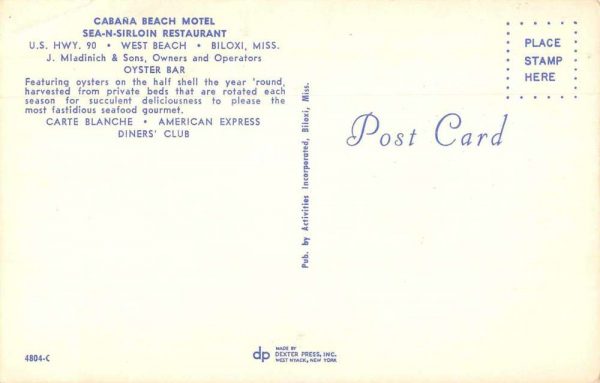 CABAÑA BEACH MOTEL
SEA-N-SIRLOIN RESTAURANT
U.S. HWY. 90 • WEST BEACH • BILOXI, MISS.
J. Mladinich & Sons, Owners and Operators
OYSTER BAR
Featuring oysters on the half shell the year 'round,
harvested from private beds that are rotated each
season for succulent deliciousness to please the
most fastidious seafood gourmet.
CARTE BLANCHE • AMERICAN EXPRESS
DINERS' CLUB
4804-C
Pub. by Activities Incorporated, Biloxi, Miss.
dp
MADE BY
DEXTER PRESS, INC.
WEST NYACK, NEW YORK
Post Card
PLACE
STAMP
HERE